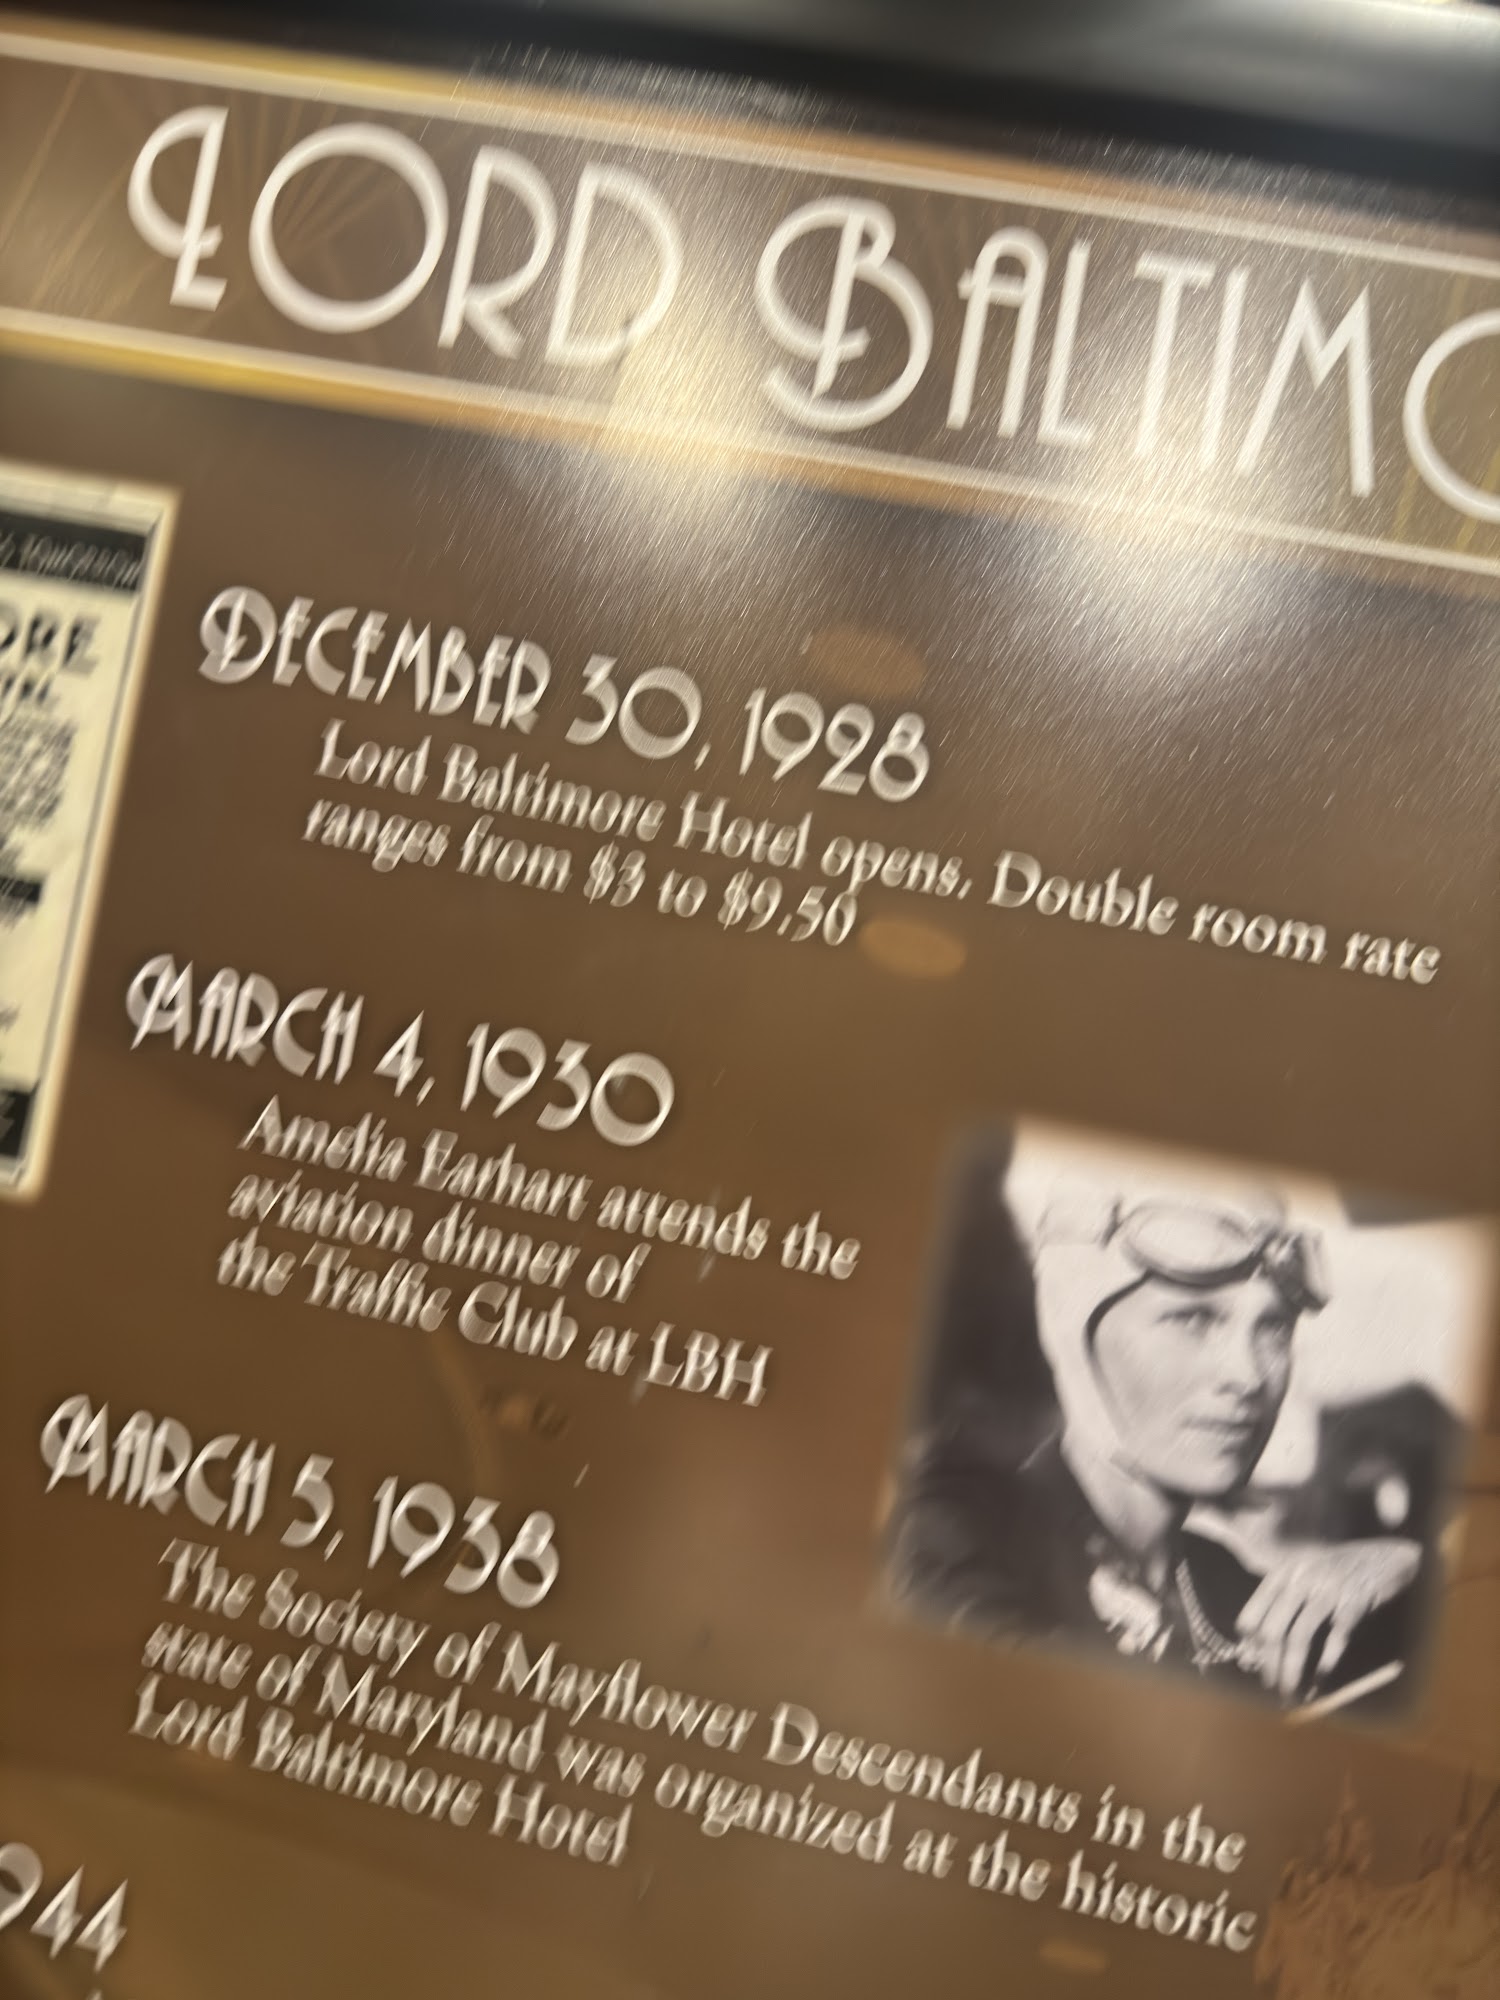 LORD BALTIMO
DECEMBER 30, 1928
Lord Baltimore Hotel opens. Double room rate
ranges from $3 to $9.50
MARCH 4, 1930
Amelia Earhart attends the
aviation dinner of
the Traffic Club at LBH
MARCH 5, 1938
The Society of Mayflower Descendants in the
state of Maryland was organized at the historic
Lord Baltimore Hotel
944